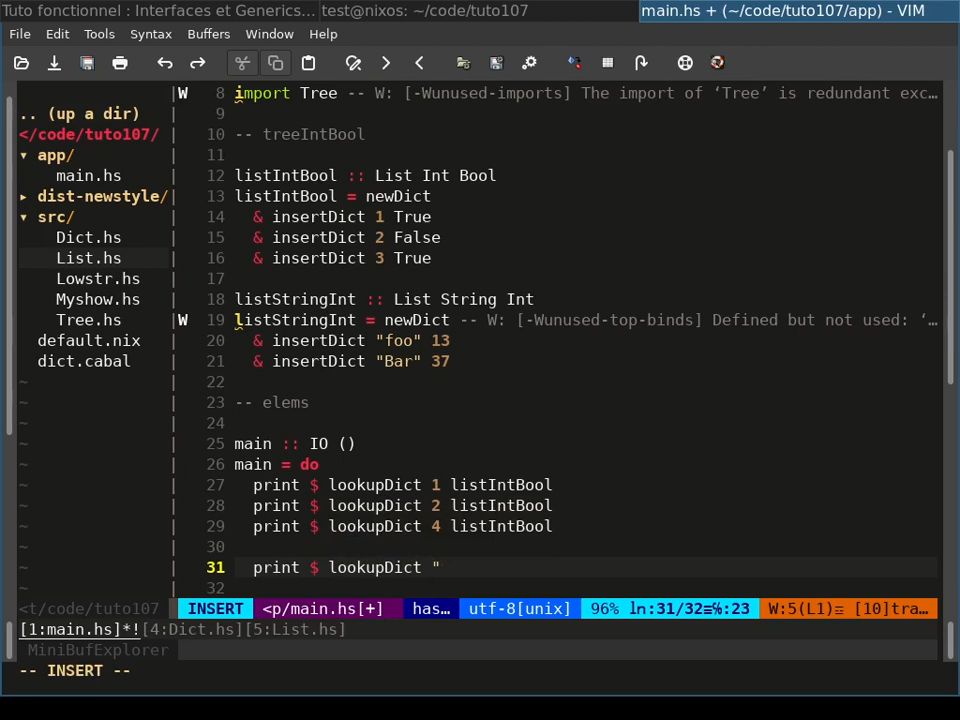 Tuto fonctionnel : Interfaces et Generics... test@nixos: ~/code/tuto107 main.hs + (~/code/tuto107/app) - VIM
File Edit Tools Syntax Buffers Window Help
W 8 import Tree -- W: [-Wunused-imports] The import of ‘Tree’ is redundant exc…
.. (up a dir) 9
</code/tuto107/ 10 -- treeIntBool
▾ app/ 11
main.hs 12 listIntBool :: List Int Bool
▸ dist-newstyle/ 13 listIntBool = newDict
▾ src/ 14 & insertDict 1 True
Dict.hs 15 & insertDict 2 False
List.hs 16 & insertDict 3 True
Lowstr.hs 17
Myshow.hs 18 listStringInt :: List String Int
Tree.hs W 19 listStringInt = newDict -- W: [-Wunused-top-binds] Defined but not used: ‘…
default.nix 20 & insertDict "foo" 13
dict.cabal 21 & insertDict "Bar" 37
~ 22
~ 23 -- elems
~ 24
~ 25 main :: IO ()
~ 26 main = do
~ 27 print $ lookupDict 1 listIntBool
~ 28 print $ lookupDict 2 listIntBool
~ 29 print $ lookupDict 4 listIntBool
~ 30
~ 31 print $ lookupDict "
~ 32
<t/code/tuto107 INSERT <p/main.hs[+] has… utf-8[unix] 96% ln:31/32≡℅:23 W:5(L1)☲ [10]tra…
[1:main.hs]*![4:Dict.hs][5:List.hs]
MiniBufExplorer
-- INSERT --